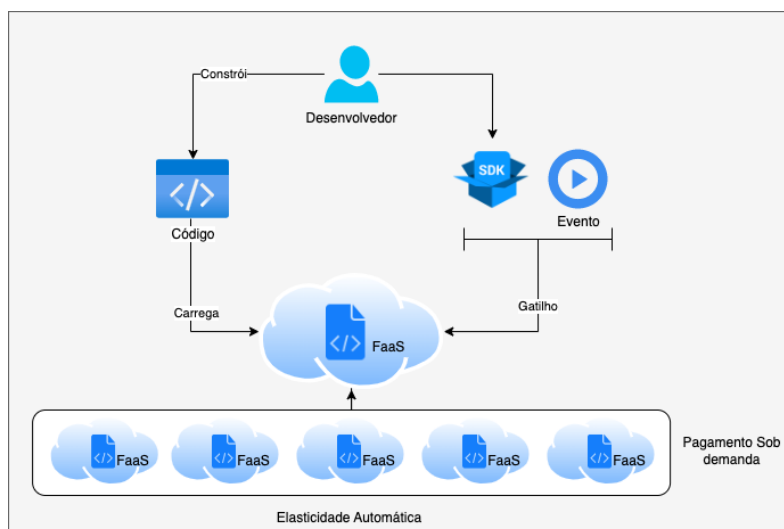 Constrói
Desenvolvedor
</>
Código
SDK
Evento
Carrega
Gatilho
</>
FaaS
</>
FaaS
</>
FaaS
</>
FaaS
</>
FaaS
</>
FaaS
Pagamento Sob
demanda
Elasticidade Automática